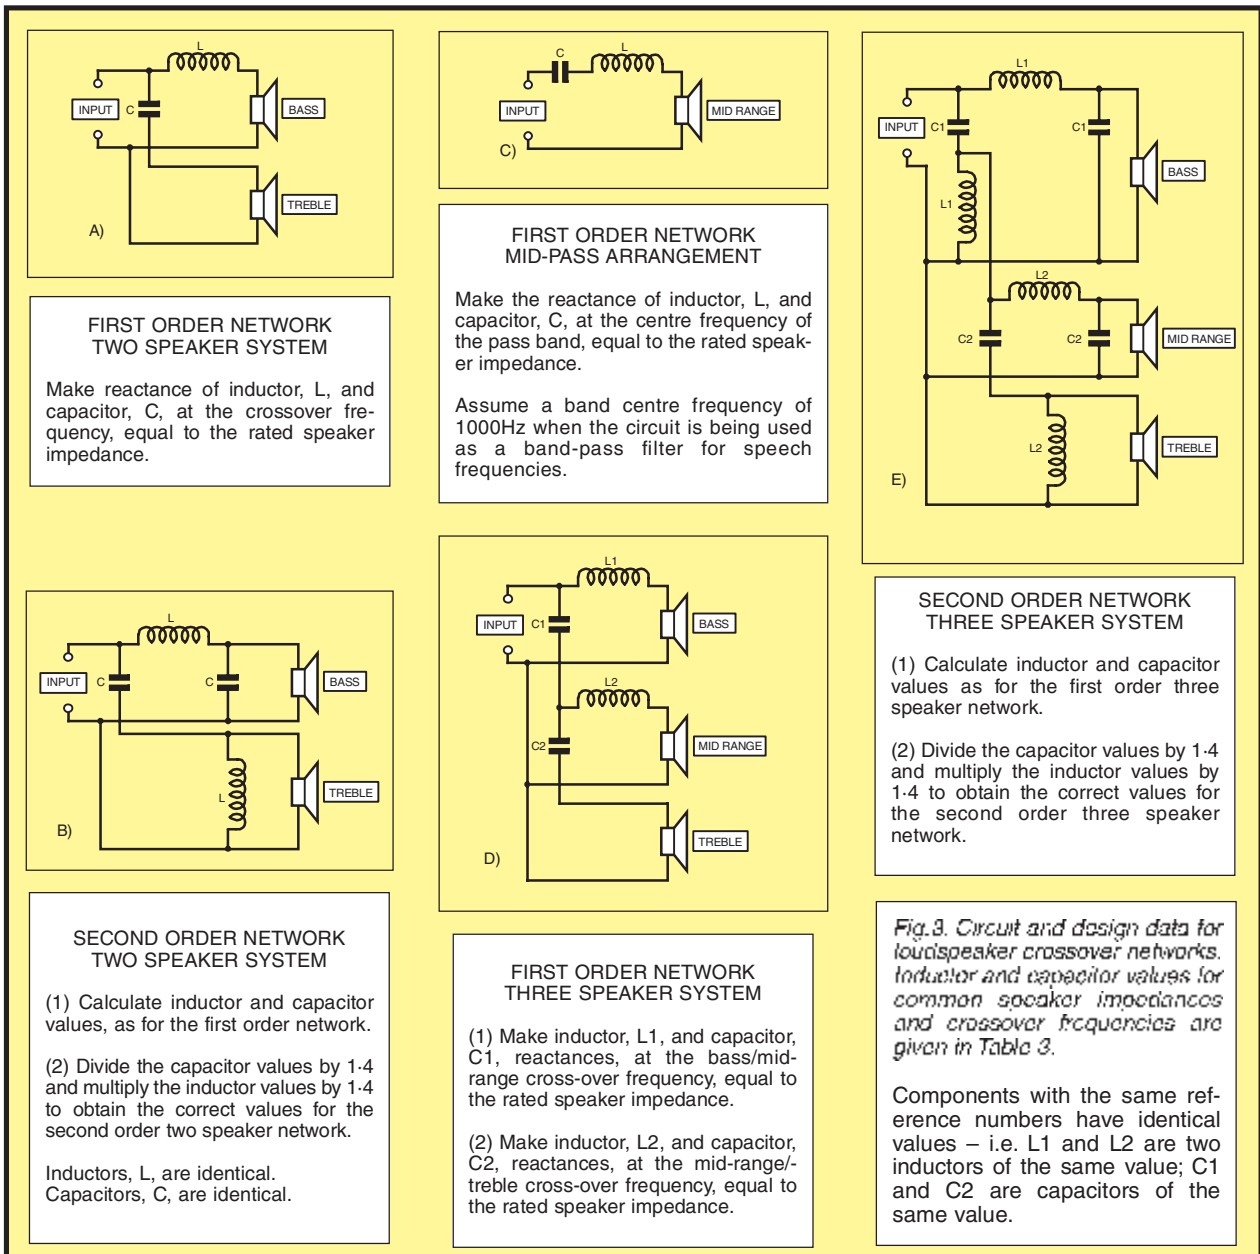 L
INPUT
C
BASS
TREBLE
A)
FIRST ORDER NETWORK
TWO SPEAKER SYSTEM
Make reactance of inductor, L, and
capacitor, C, at the crossover fre-
quency, equal to the rated speaker
impedance.
L
INPUT
C
C
BASS
L
TREBLE
B)
SECOND ORDER NETWORK
TWO SPEAKER SYSTEM
(1) Calculate inductor and capacitor
values, as for the first order network.
(2) Divide the capacitor values by 1·4
and multiply the inductor values by 1·4
to obtain the correct values for the
second order two speaker network.
Inductors, L, are identical.
Capacitors, C, are identical.
C
L
INPUT
MID RANGE
C)
FIRST ORDER NETWORK
MID-PASS ARRANGEMENT
Make the reactance of inductor, L, and
capacitor, C, at the centre frequency of
the pass band, equal to the rated speak-
er impedance.
Assume a band centre frequency of
1000Hz when the circuit is being used
as a band-pass filter for speech
frequencies.
L1
INPUT
C1
BASS
L2
C2
MID RANGE
TREBLE
D)
FIRST ORDER NETWORK
THREE SPEAKER SYSTEM
(1) Make inductor, L1, and capacitor,
C1, reactances, at the bass/mid-
range cross-over frequency, equal to
the rated speaker impedance.
(2) Make inductor, L2, and capacitor,
C2, reactances, at the mid-range/-
treble cross-over frequency, equal to
the rated speaker impedance.
L1
INPUT
C1
C1
BASS
L1
L2
C2
C2
MID RANGE
L2
TREBLE
E)
SECOND ORDER NETWORK
THREE SPEAKER SYSTEM
(1) Calculate inductor and capacitor
values as for the first order three
speaker network.
(2) Divide the capacitor values by 1·4
and multiply the inductor values by
1·4 to obtain the correct values for
the second order three speaker
network.
Fig.3. Circuit and design data for
loudspeaker crossover networks.
Inductor and capacitor values for
common speaker impedances
and crossover frequencies are
given in Table 3.
Components with the same ref-
erence numbers have identical
values – i.e. L1 and L2 are two
inductors of the same value; C1
and C2 are capacitors of the
same value.